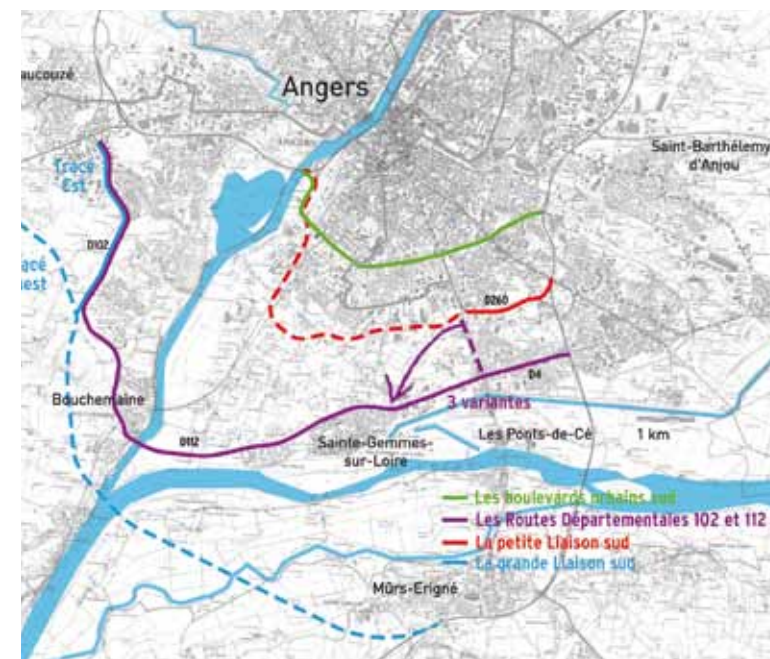 Angers
aucouzé
Saint-Barthélemy
d'Anjou
Tracé
Est
D102
acé
uest
D260
Bouchemaine
D4
3 variantes
D112
Sainte-Gemmes-
sur-Loire
Les Ponts-de-Cé
1 km
Les boulevards urbains sud
Les Routes Départementales 102 et 112
La petite Liaison sud
La grande Liaison sud
Mûrs-Erigné